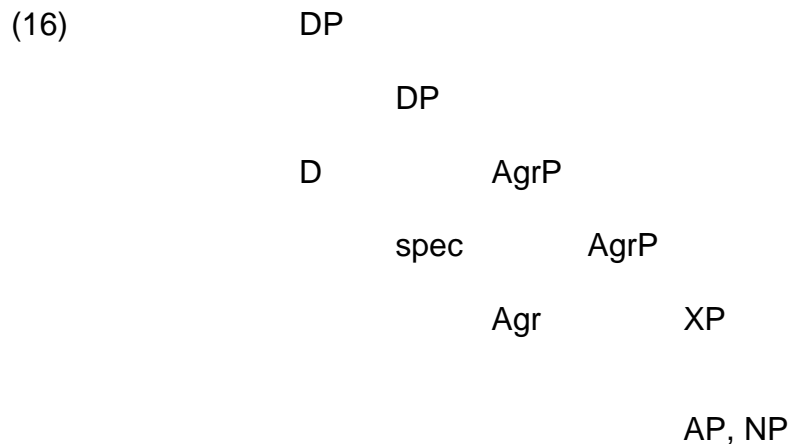 (16) DP
DP
D AgrP
spec AgrP
Agr XP
AP, NP